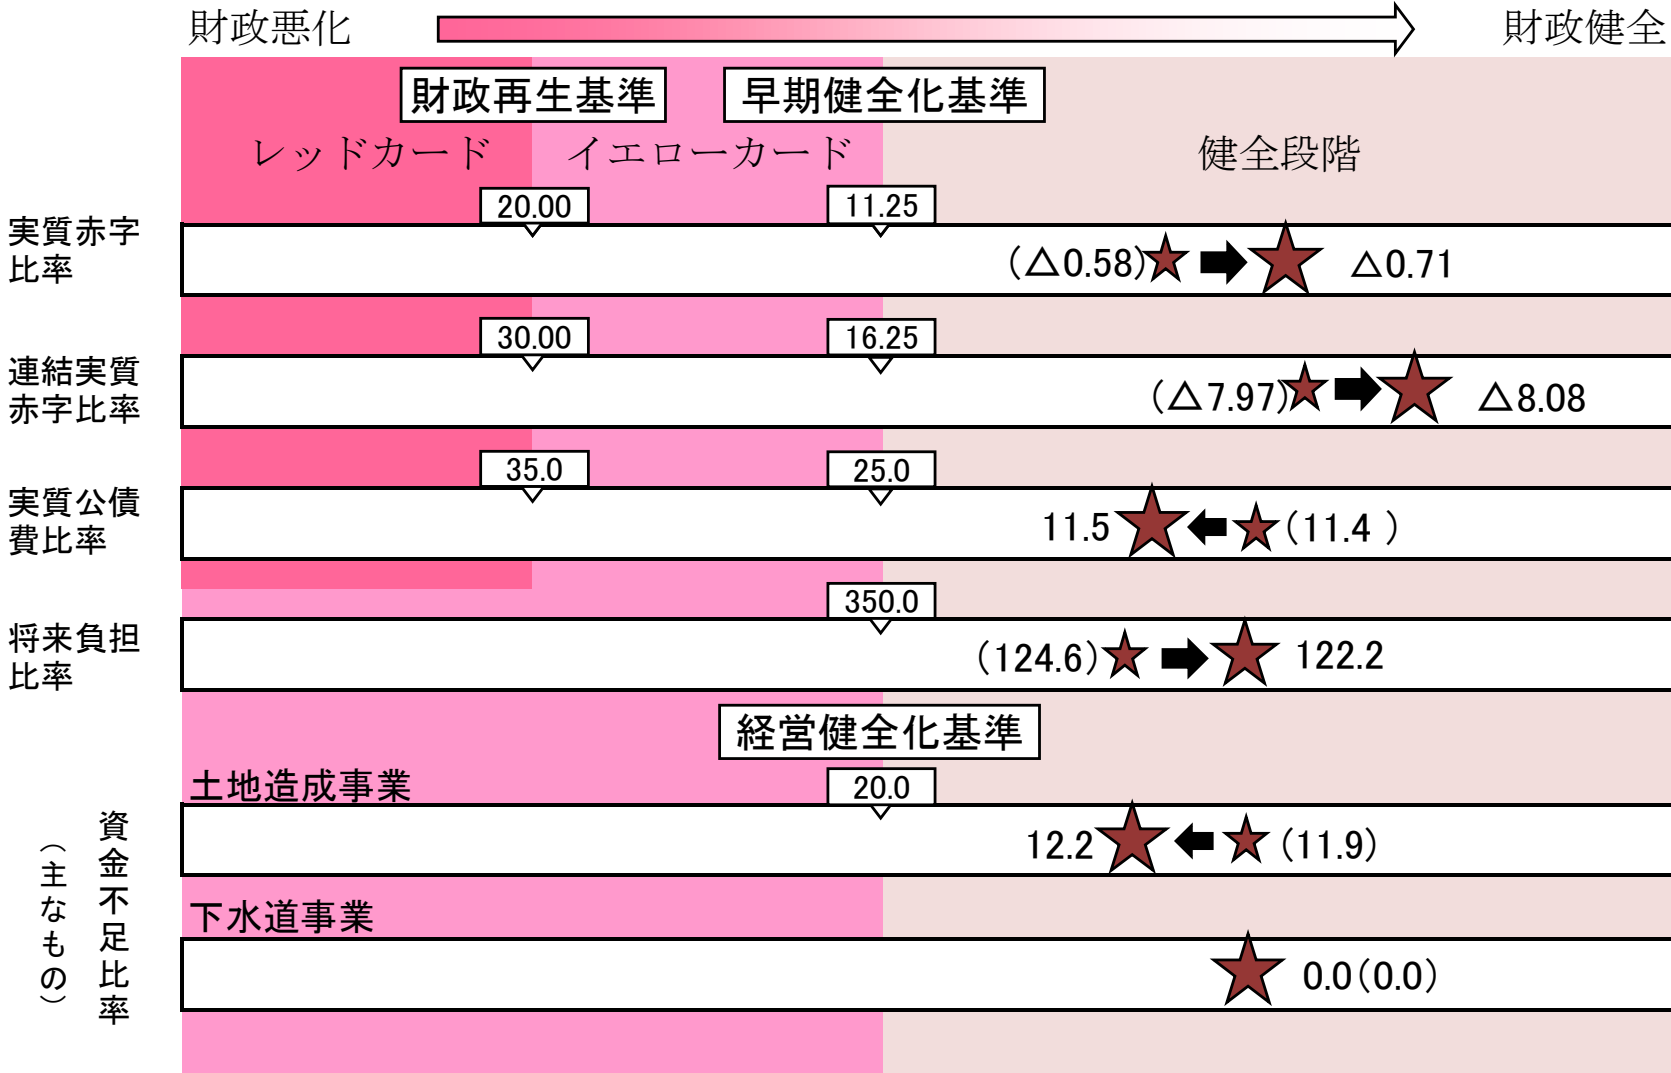 財政悪化
財政健全
財政再生基準
早期健全化基準
レッドカード
イエローカード
健全段階
20.00
11.25
実質赤字
比率
(△0.58)
△0.71
30.00
16.25
連結実質
赤字比率
(△7.97)
△8.08
35.0
25.0
実質公債
費比率
11.5
(11.4 )
350.0
将来負担
比率
(124.6)
122.2
経営健全化基準
土地造成事業
20.0
資金不足比率
(主なもの)
12.2
(11.9)
下水道事業
0.0(0.0)